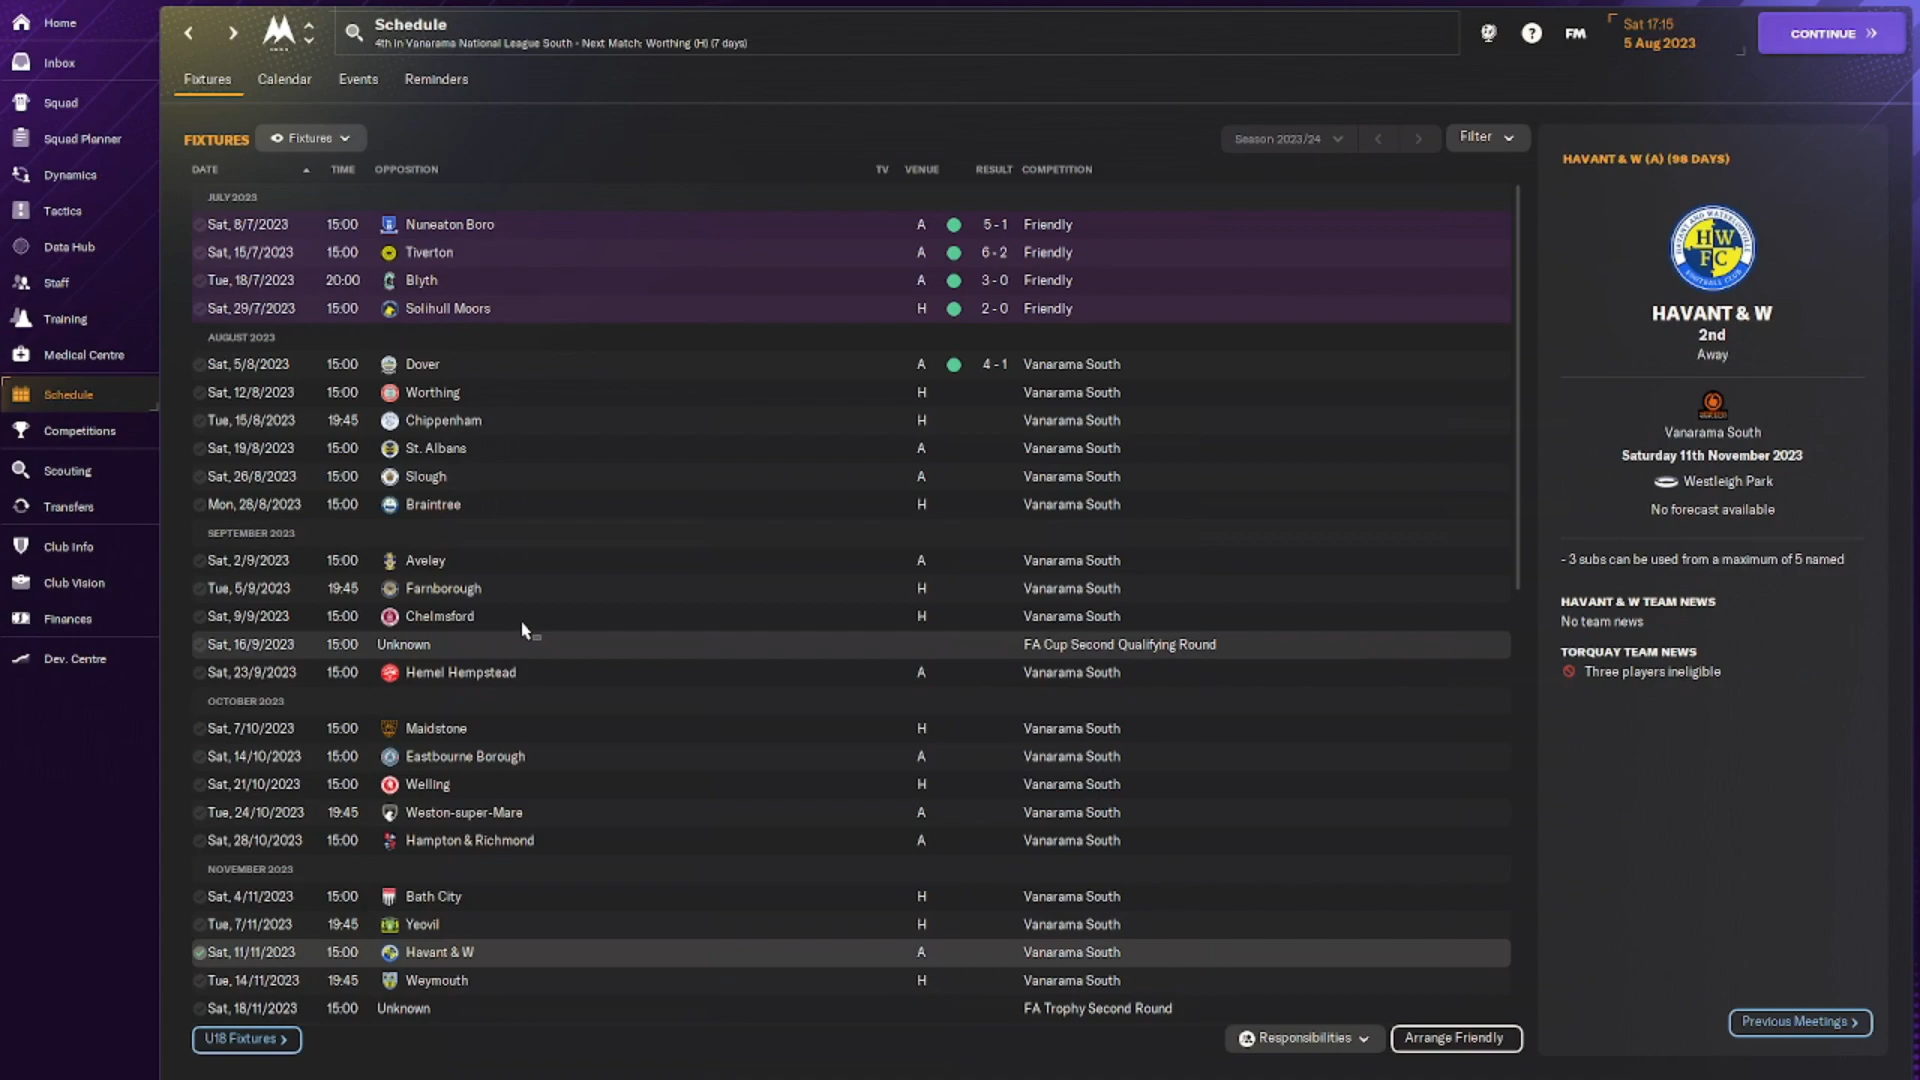 Home
Inbox
Squad
Squad Planner
Dynamics
Tactics
Data Hub
Staff
Training
Medical Centre
Schedule
Competitions
Scouting
Transfers
Club Info
Club Vision
Finances
Dev. Centre
Schedule
4th in Vanarama National League South - Next Match: Worthing (H) (7 days)
FM
Sat 17:15
5 Aug 2023
CONTINUE
Fixtures Calendar Events Reminders
FIXTURES Fixtures Season 2023/24 Filter
DATE TIME OPPOSITION TV VENUE RESULT COMPETITION
JULY 2023
Sat, 8/7/2023 15:00 Nuneaton Boro A 5 - 1 Friendly
Sat, 15/7/2023 15:00 Tiverton A 6 - 2 Friendly
Tue, 18/7/2023 20:00 Blyth A 3 - 0 Friendly
Sat, 29/7/2023 15:00 Solihull Moors H 2 - 0 Friendly
AUGUST 2023
Sat, 5/8/2023 15:00 Dover A 4 - 1 Vanarama South
Sat, 12/8/2023 15:00 Worthing H Vanarama South
Tue, 15/8/2023 19:45 Chippenham H Vanarama South
Sat, 19/8/2023 15:00 St. Albans A Vanarama South
Sat, 26/8/2023 15:00 Slough A Vanarama South
Mon, 28/8/2023 15:00 Braintree H Vanarama South
SEPTEMBER 2023
Sat, 2/9/2023 15:00 Aveley A Vanarama South
Tue, 5/9/2023 19:45 Farnborough H Vanarama South
Sat, 9/9/2023 15:00 Chelmsford H Vanarama South
Sat, 16/9/2023 15:00 Unknown FA Cup Second Qualifying Round
Sat, 23/9/2023 15:00 Hemel Hempstead A Vanarama South
OCTOBER 2023
Sat, 7/10/2023 15:00 Maidstone H Vanarama South
Sat, 14/10/2023 15:00 Eastbourne Borough A Vanarama South
Sat, 21/10/2023 15:00 Welling H Vanarama South
Tue, 24/10/2023 19:45 Weston-super-Mare A Vanarama South
Sat, 28/10/2023 15:00 Hampton & Richmond A Vanarama South
NOVEMBER 2023
Sat, 4/11/2023 15:00 Bath City H Vanarama South
Tue, 7/11/2023 19:45 Yeovil H Vanarama South
Sat, 11/11/2023 15:00 Havant & W A Vanarama South
Tue, 14/11/2023 19:45 Weymouth H Vanarama South
Sat, 18/11/2023 15:00 Unknown FA Trophy Second Round
U18 Fixtures Responsibilities Arrange Friendly
HAVANT & W (A) (98 DAYS)
HW
FC
HAVANT & W
2nd
Away
Vanarama South
Saturday 11th November 2023
Westleigh Park
No forecast available
- 3 subs can be used from a maximum of 5 named
HAVANT & W TEAM NEWS
No team news
TORQUAY TEAM NEWS
Three players ineligible
Previous Meetings